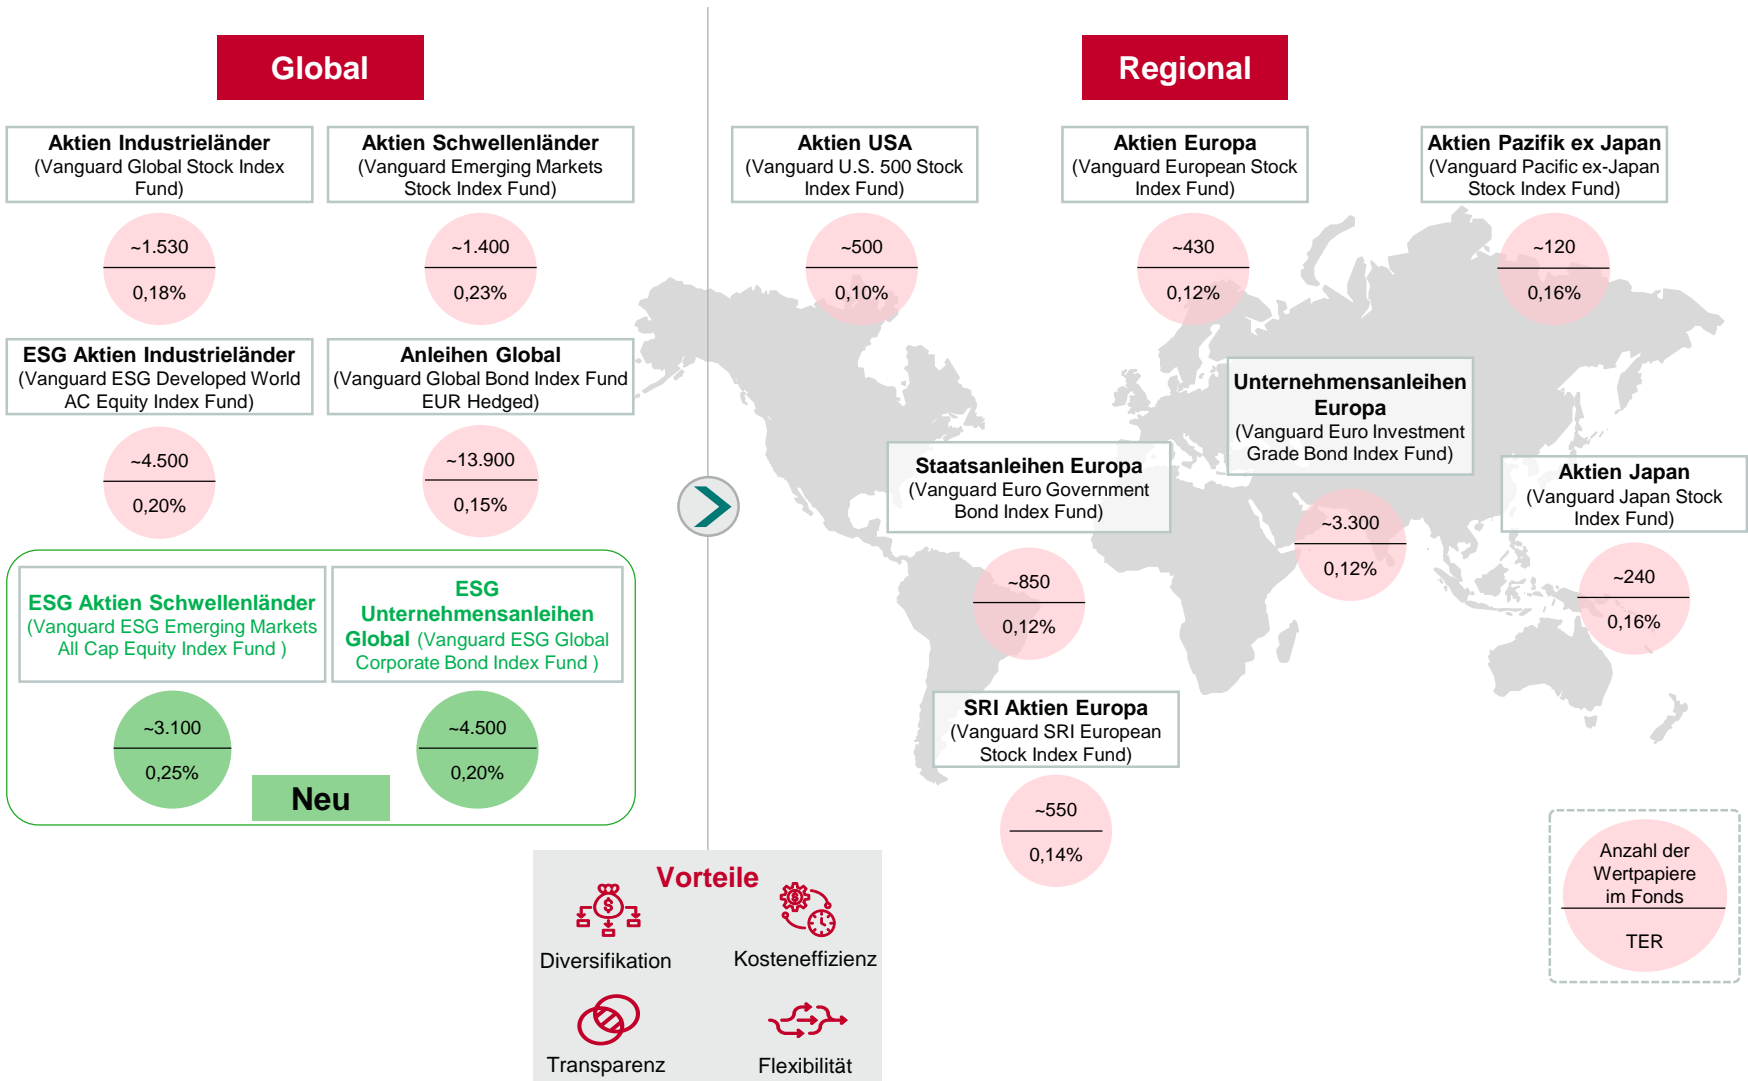 Global
Aktien Industrieländer
(Vanguard Global Stock Index
Fund)
~1.530
0,18%
Aktien Schwellenländer
(Vanguard Emerging Markets
Stock Index Fund)
~1.400
0,23%
ESG Aktien Industrieländer
(Vanguard ESG Developed World
AC Equity Index Fund)
~4.500
0,20%
Anleihen Global
(Vanguard Global Bond Index Fund
EUR Hedged)
~13.900
0,15%
ESG Aktien Schwellenländer
(Vanguard ESG Emerging Markets
All Cap Equity Index Fund )
~3.100
0,25%
ESG
Unternehmensanleihen
Global (Vanguard ESG Global
Corporate Bond Index Fund )
~4.500
0,20%
Neu
Regional
Aktien USA
(Vanguard U.S. 500 Stock
Index Fund)
~500
0,10%
Aktien Europa
(Vanguard European Stock
Index Fund)
~430
0,12%
Aktien Pazifik ex Japan
(Vanguard Pacific ex-Japan
Stock Index Fund)
~120
0,16%
Unternehmensanleihen
Europa
(Vanguard Euro Investment
Grade Bond Index Fund)
~3.300
0,12%
Staatsanleihen Europa
(Vanguard Euro Government
Bond Index Fund)
~850
0,12%
Aktien Japan
(Vanguard Japan Stock
Index Fund)
~240
0,16%
SRI Aktien Europa
(Vanguard SRI European
Stock Index Fund)
~550
0,14%
Anzahl der
Wertpapiere
im Fonds
TER
Vorteile
Diversifikation
Kosteneffizienz
Transparenz
Flexibilität